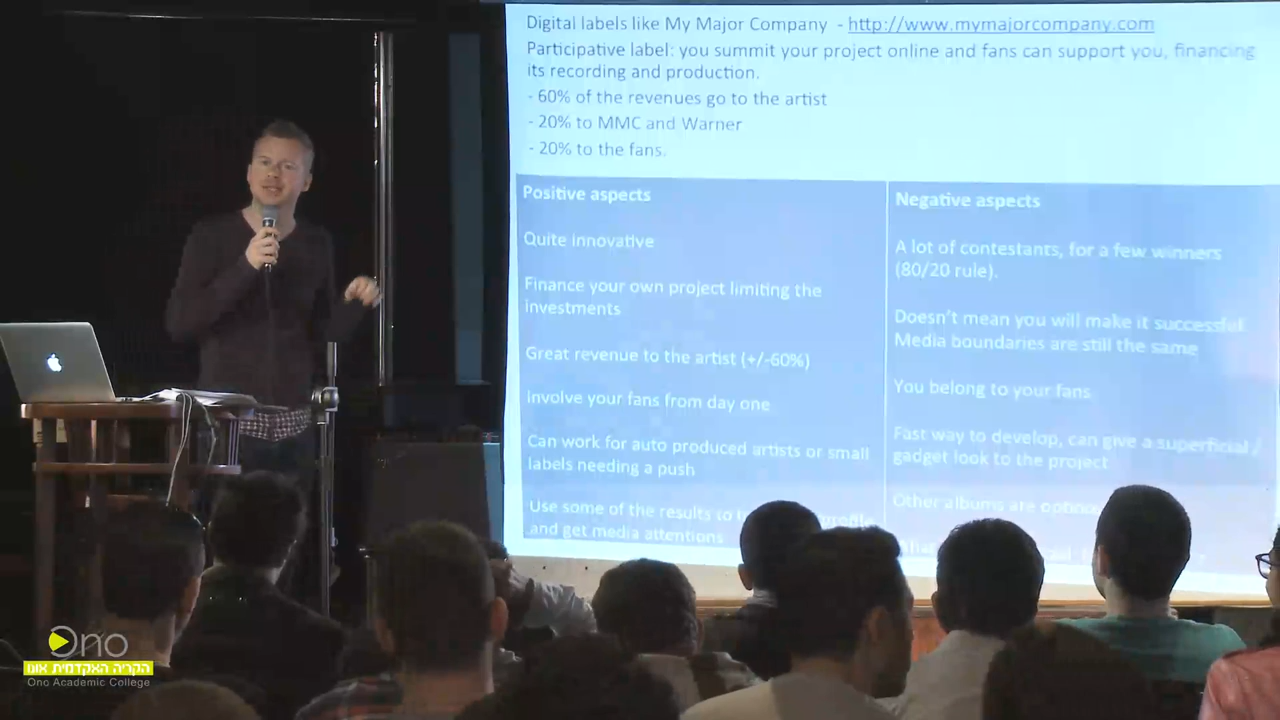 Digital labels like My Major Company - http://www.mymajorcompany.com
Participative label: you summit your project online and fans can support you, financing
its recording and production.
- 60% of the revenues go to the artist
- 20% to MMC and Warner
- 20% to the fans.
Positive aspects
Quite innovative
Finance your own project limiting the
investments
Great revenue to the artist (+/-60%)
Involve your fans from day one
Can work for auto produced artists or small
labels needing a push
Use some of the results to profile
and get media attentions
Negative aspects
A lot of contestants, for a few winners
(80/20 rule).
Doesn't mean you will make it successful
Media boundaries are still the same
You belong to your fans
Fast way to develop, can give a superficial /
gadget look to the project
Other albums are
Ono
הקריה האקדמית אונו
Ono Academic College